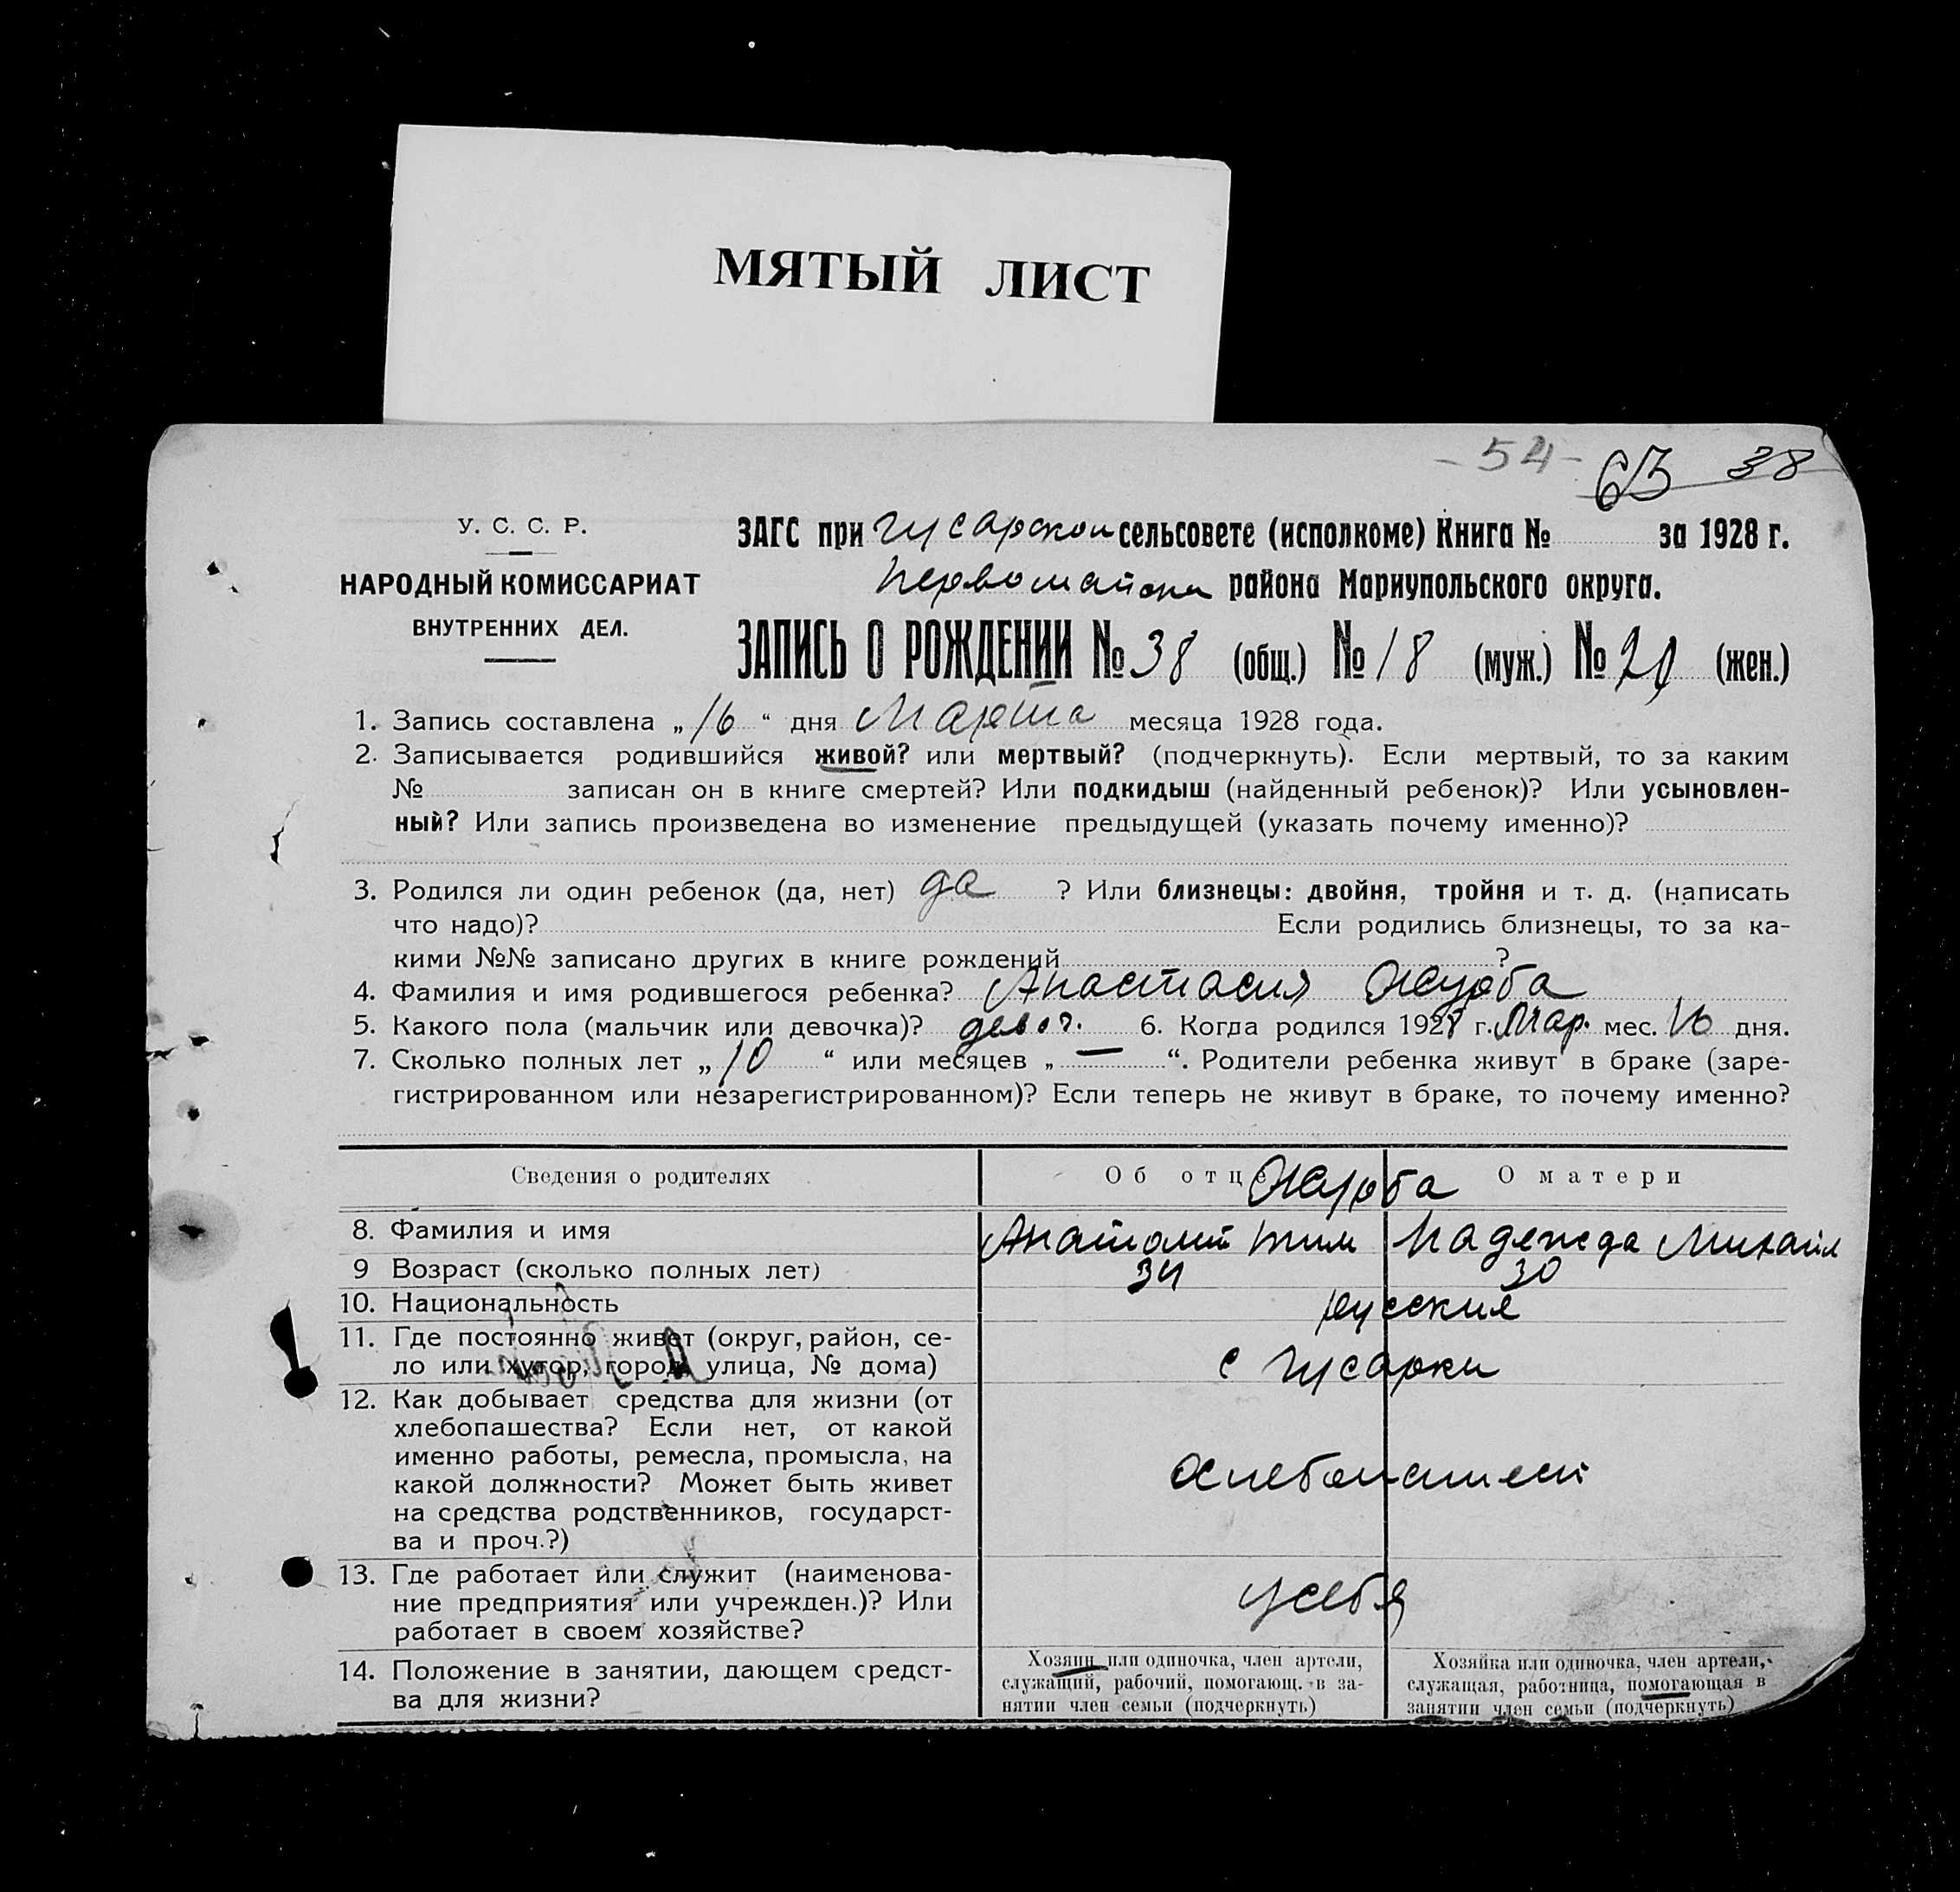 МЯТЫЙ ЛИСТ
- 54 - 63 38
У. С. С. Р.
НАРОДНЫЙ КОМИССАРИАТ
ВНУТРЕННИХ ДЕЛ.
ЗАГС при Гусарском сельсовете (исполкоме) Книга № за 1928 г.
Первомайска района Мариупольского округа.
ЗАПИСЬ О РОЖДЕНИИ № 38 (общ.) № 18 (муж.) № 20 (жен.)
1. Запись составлена „ 16 “ дня Марта месяца 1928 года.
2. Записывается родившийся живой? или мертвый? (подчеркнуть). Если мертвый, то за каким
№ записан он в книге смертей? Или подкидыш (найденный ребенок)? Или усыновлен-
ный? Или запись произведена во изменение предыдущей (указать почему именно)?
3. Родился ли один ребенок (да, нет) да ? Или близнецы: двойня, тройня и т. д. (написать
что надо)? Если родились близнецы, то за ка-
кими №№ записано других в книге рождений ?
4. Фамилия и имя родившегося ребенка? Анастасия Журба
5. Какого пола (мальчик или девочка)? девоч. 6. Когда родился 1928 г. Мар. мес. 16 дня.
7. Сколько полных лет „ 10 “ или месяцев „ — “. Родители ребенка живут в браке (заре-
гистрированном или незарегистрированном)? Если теперь не живут в браке, то почему именно?
Сведения о родителях Об отце Журба О матери
8. Фамилия и имя Анатолий Тим Надежда Михайл
9 Возраст (сколько полных лет) 34 30
10. Национальность русские
11. Где постоянно живет (округ, район, се-
ло или хутор, город, улица, № дома) с Гусарки
12. Как добывает средства для жизни (от
хлебопашества? Если нет, от какой
именно работы, ремесла, промысла, на
какой должности? Может быть живет
на средства родственников, государст-
ва и проч.?)
хлебопашест
13. Где работает или служит (наименова-
ние предприятия или учрежден.)? Или
работает в своем хозяйстве?
у себя
14. Положение в занятии, дающем средст-
ва для жизни?
Хозяин или одиночка, член артели,
служащий, рабочий, помогающ. в за-
нятии член семьи (подчеркнуть)
Хозяйка или одиночка, член артели,
служащая, работница, помогающая в
занятии член семьи (подчеркнуть)